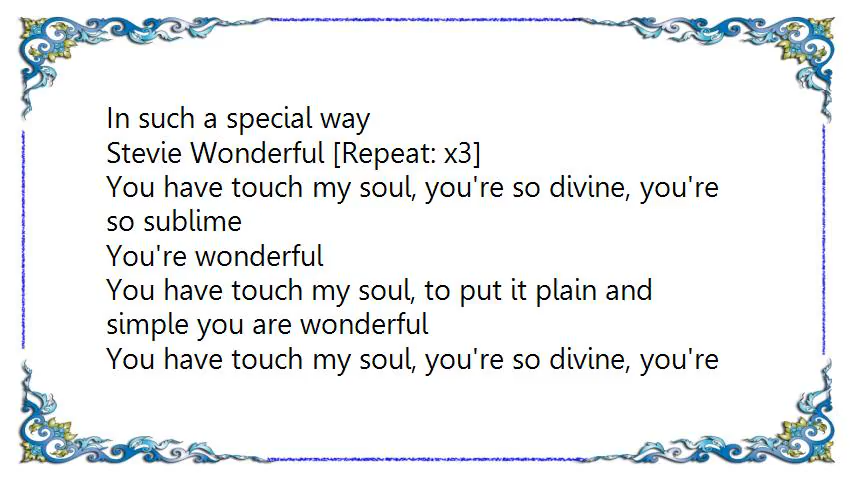 In such a special way
Stevie Wonderful [Repeat: x3]
You have touch my soul, you're so divine, you're
so sublime
You're wonderful
You have touch my soul, to put it plain and
simple you are wonderful
You have touch my soul, you're so divine, you're